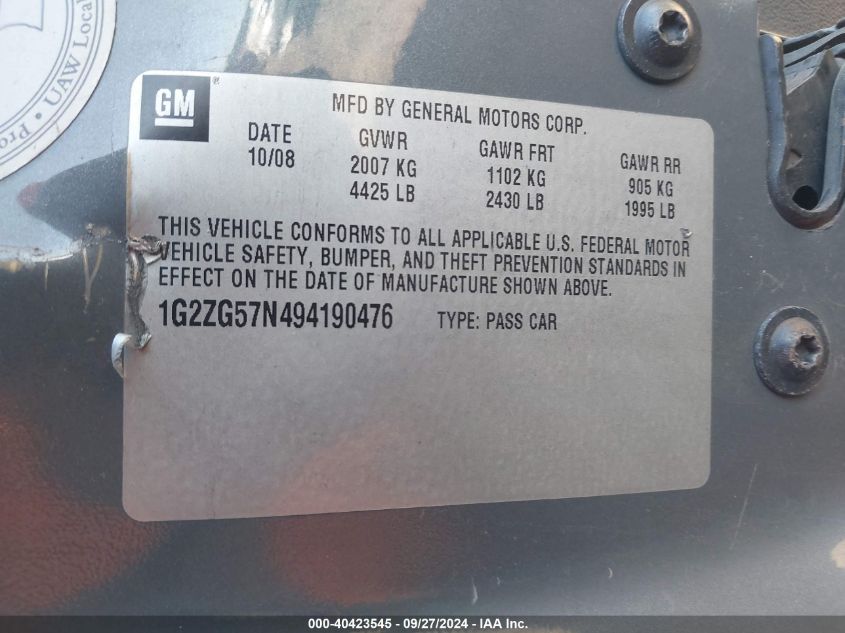 Pro
• UAW Local
GM
®
MFD BY GENERAL MOTORS CORP.
DATE GVWR GAWR FRT GAWR RR
10/08 2007 KG 1102 KG 905 KG
4425 LB 2430 LB 1995 LB
THIS VEHICLE CONFORMS TO ALL APPLICABLE U.S. FEDERAL MOTOR
VEHICLE SAFETY, BUMPER, AND THEFT PREVENTION STANDARDS IN
EFFECT ON THE DATE OF MANUFACTURE SHOWN ABOVE.
1G2ZG57N494190476 TYPE: PASS CAR
000-40423545 - 09/27/2024 - IAA Inc.